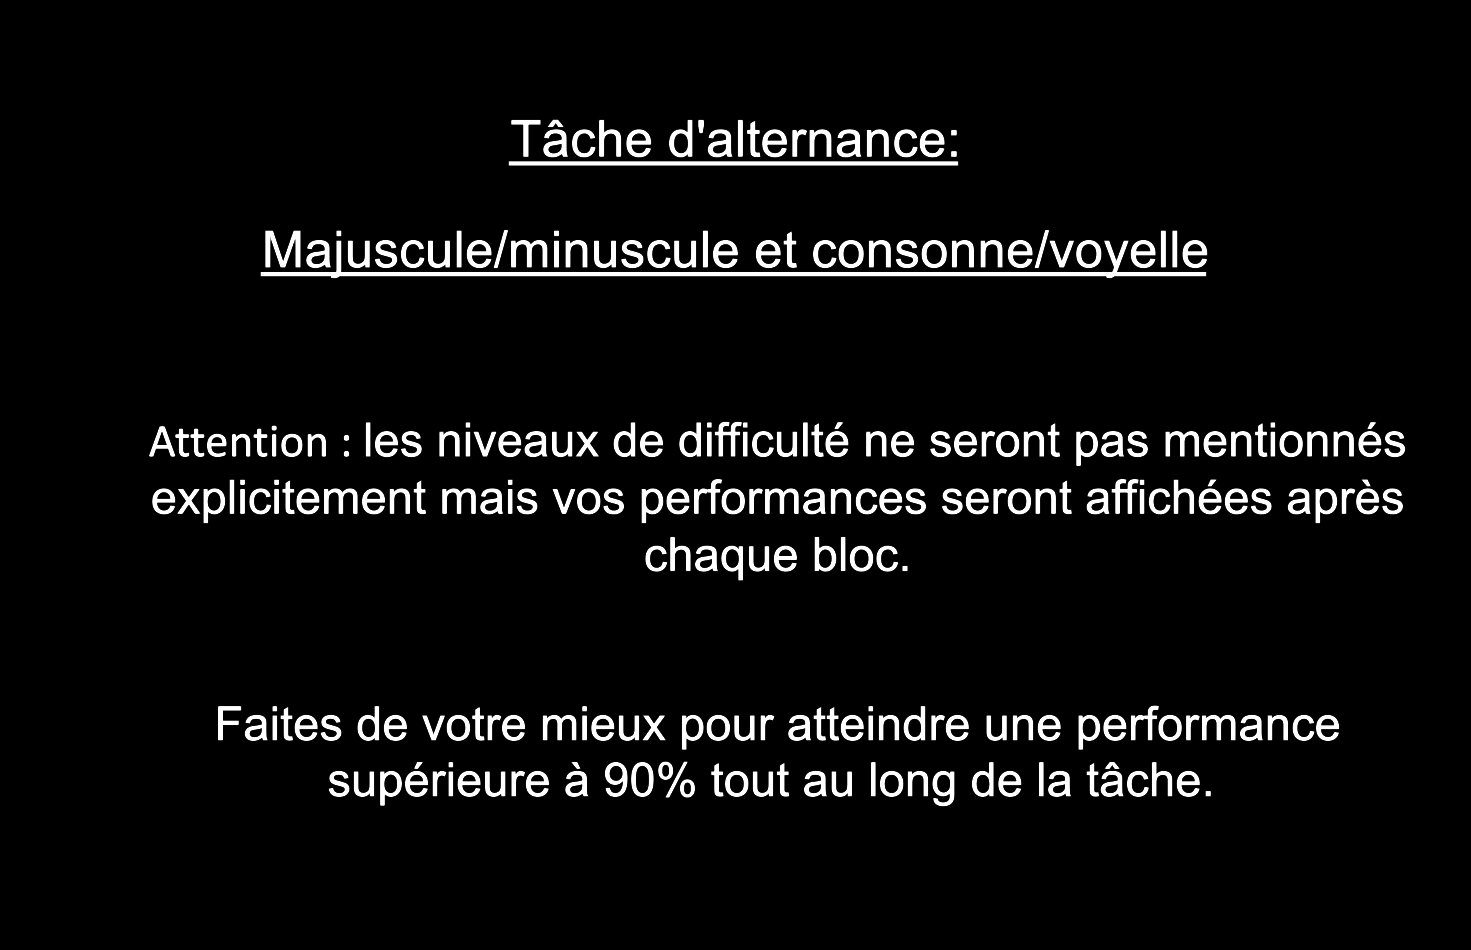 Tâche d'alternance:
Majuscule/minuscule et consonne/voyelle
Attention : les niveaux de difficulté ne seront pas mentionnés
explicitement mais vos performances seront affichées après
chaque bloc.
Faites de votre mieux pour atteindre une performance
supérieure à 90% tout au long de la tâche.